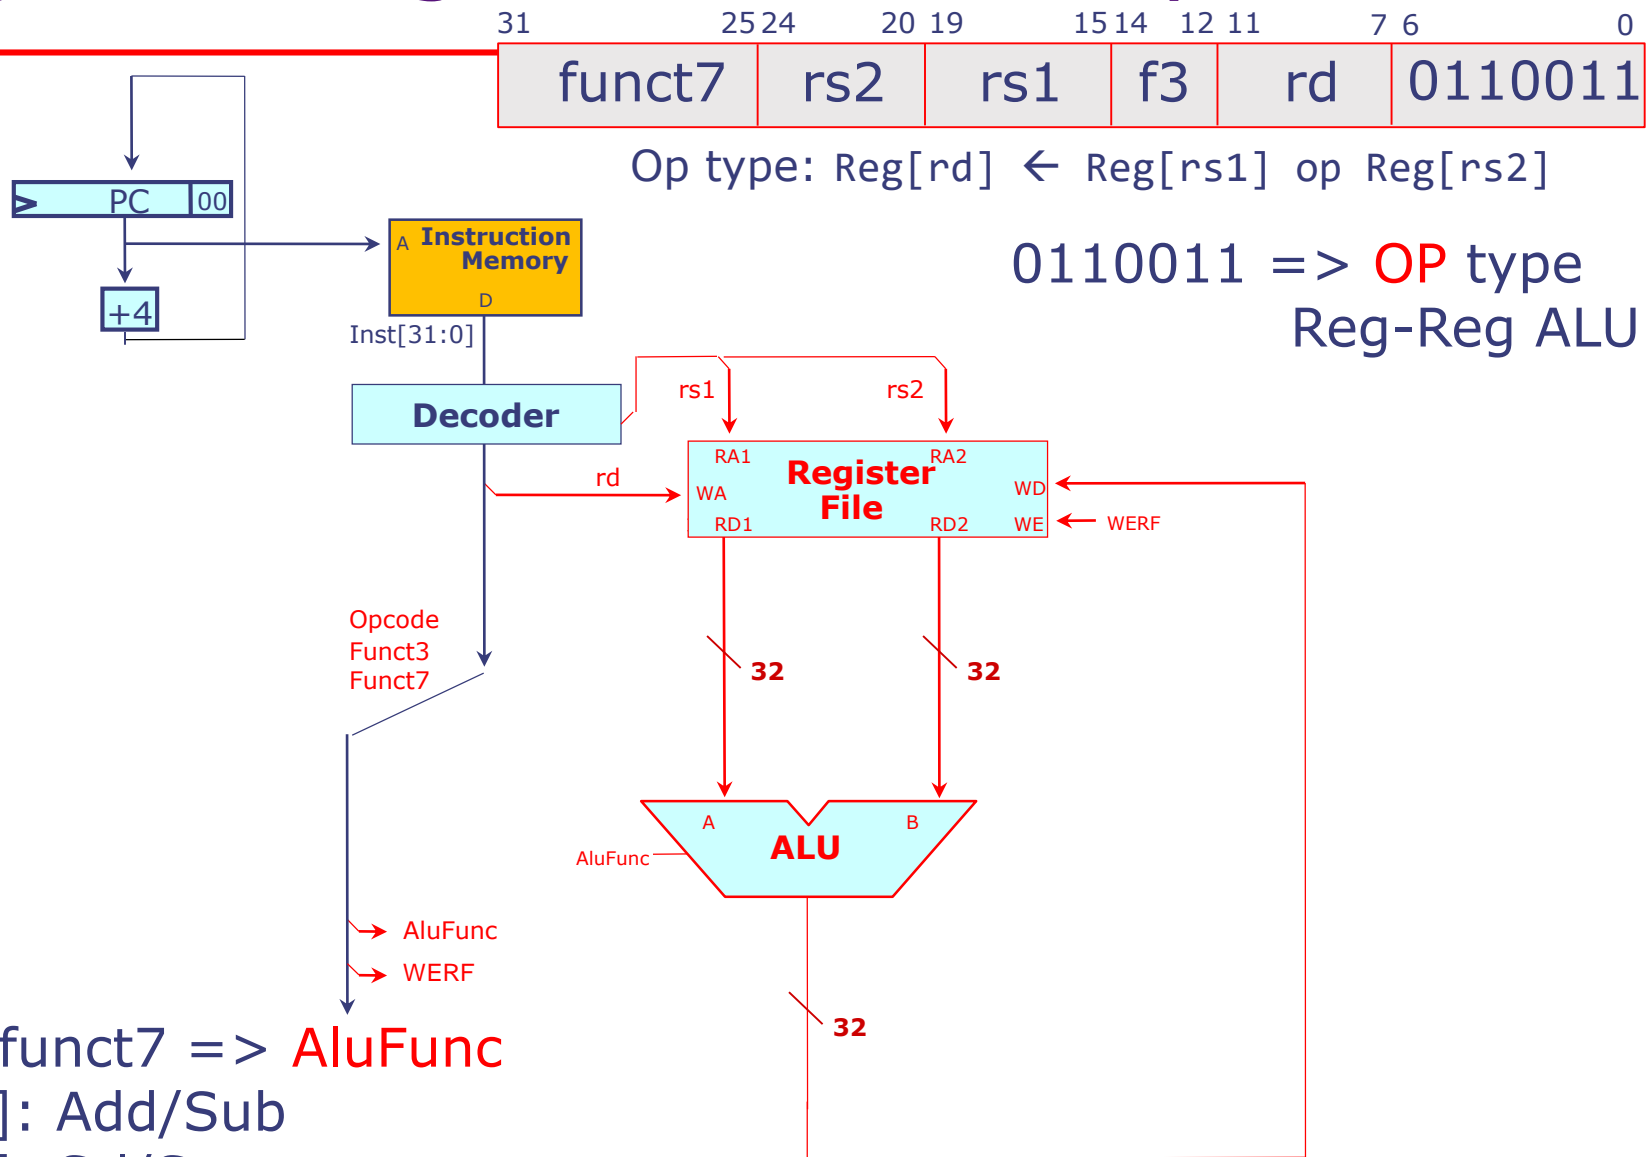 31 25 24 20 19 15 14 12 11 7 6 0
funct7 rs2 rs1 f3 rd 0110011
Op type: Reg[rd] ← Reg[rs1] op Reg[rs2]
PC 00
A Instruction
Memory
D
+4
0110011 => OP type
Reg-Reg ALU
Inst[31:0]
Decoder
rs1 rs2
RA1 RA2
Register
File
rd
WA
WD
RD1 RD2 WE
WERF
Opcode
Funct3
Funct7
32 32
A B
ALU
AluFunc
AluFunc
WERF
32
funct7 => AluFunc
]: Add/Sub